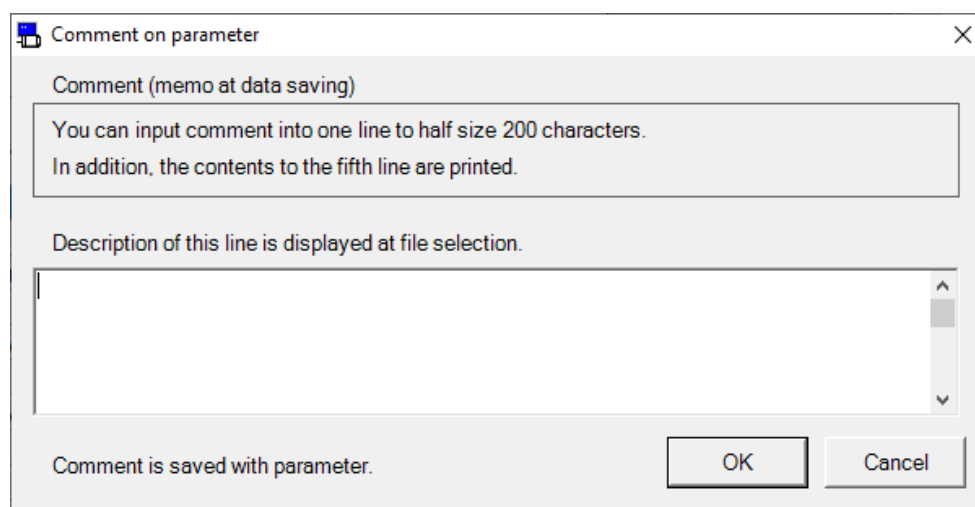 Comment on parameter
Comment (memo at data saving)
You can input comment into one line to half size 200 characters.
In addition, the contents to the fifth line are printed.
Description of this line is displayed at file selection.
Comment is saved with parameter.
OK
Cancel